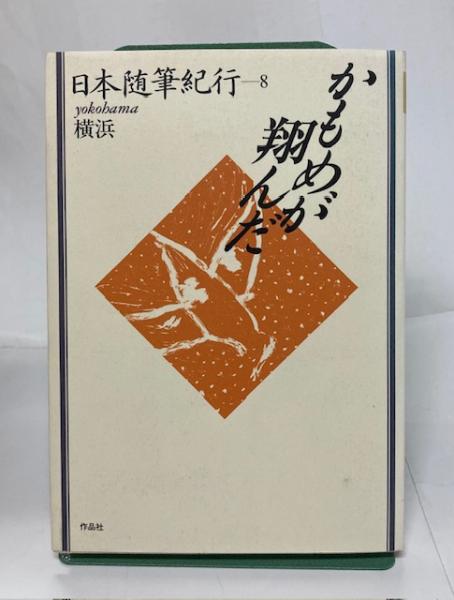 日本随筆紀行—8
yokohama
横浜
かもめが
翔んだ
作品社